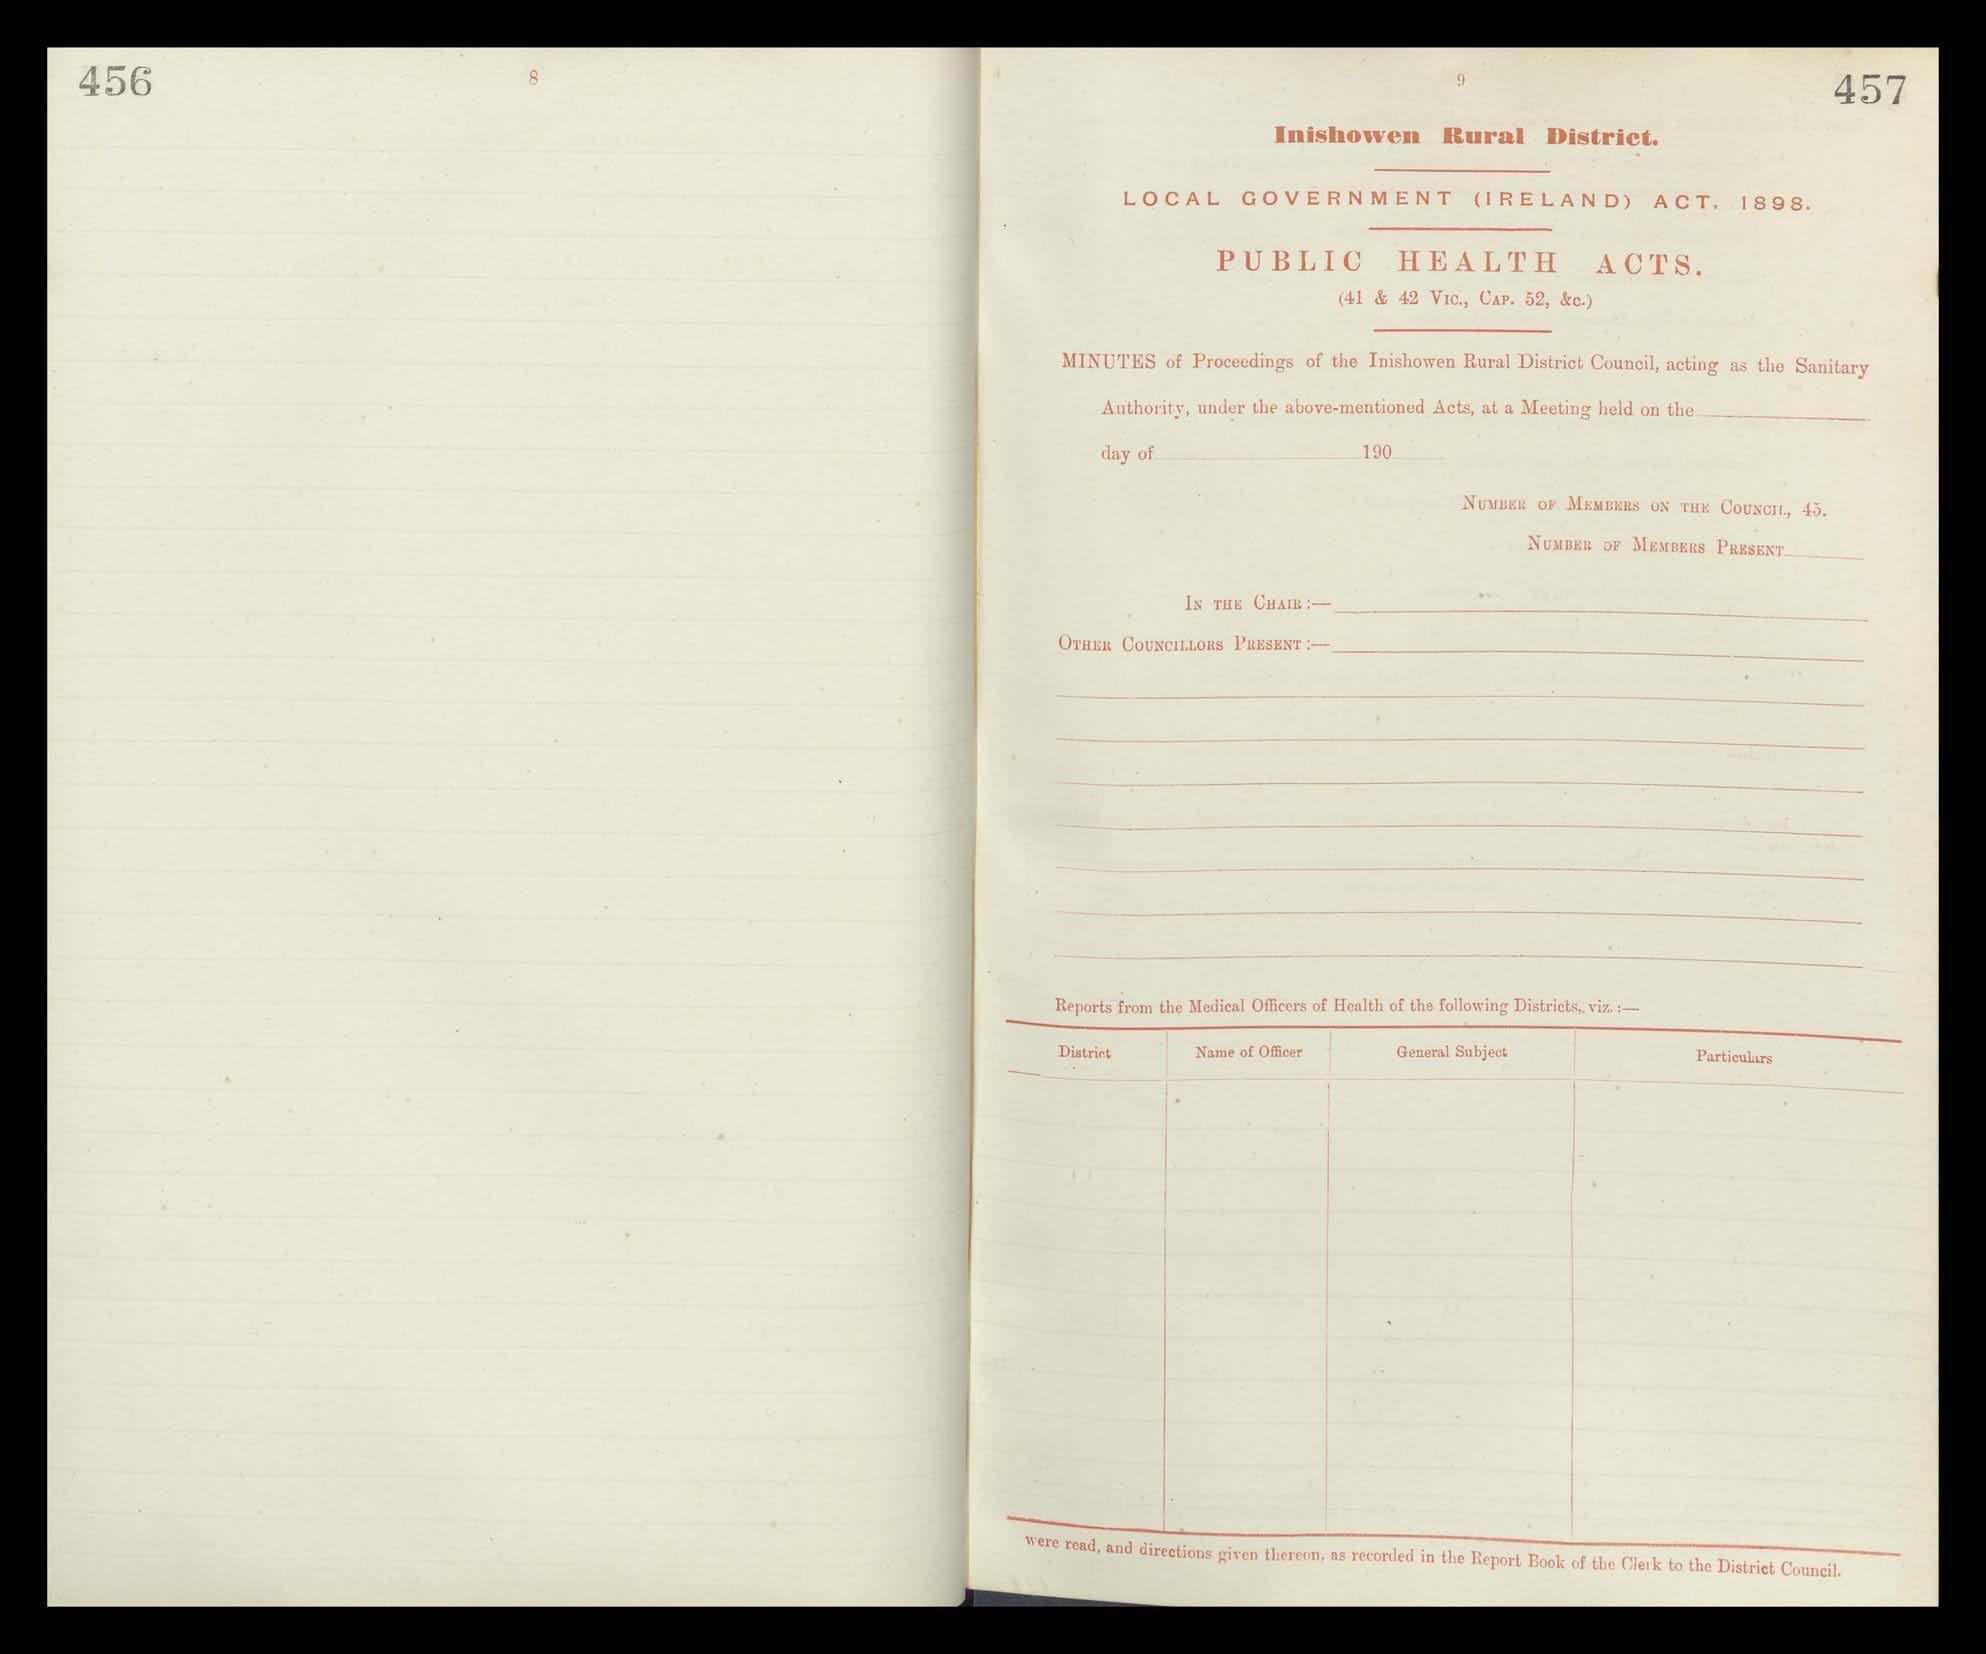 456
8
9
457
Inishowen Rural District.
LOCAL GOVERNMENT (IRELAND) ACT, 1898.
PUBLIC HEALTH ACTS.
(41 & 42 Vic., Cap. 52, &c.)
MINUTES of Proceedings of the Inishowen Rural District Council, acting as the Sanitary
Authority, under the above-mentioned Acts, at a Meeting held on the
day of 190
Number of Members on the Council, 45.
Number of Members Present
In the Chair:—
Other Councillors Present:—
Reports from the Medical Officers of Health of the following Districts, viz.:—
District Name of Officer General Subject Particulars
were read, and directions given thereon, as recorded in the Report Book of the Clerk to the District Council.